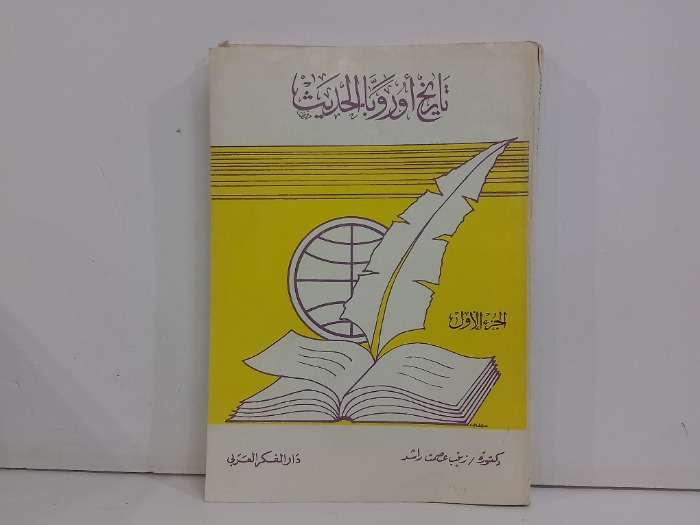 تاريخ أوروبا الحديث
الجزء الأول
دكتورة / زينب عصمت راشد
دار الفكر العربي